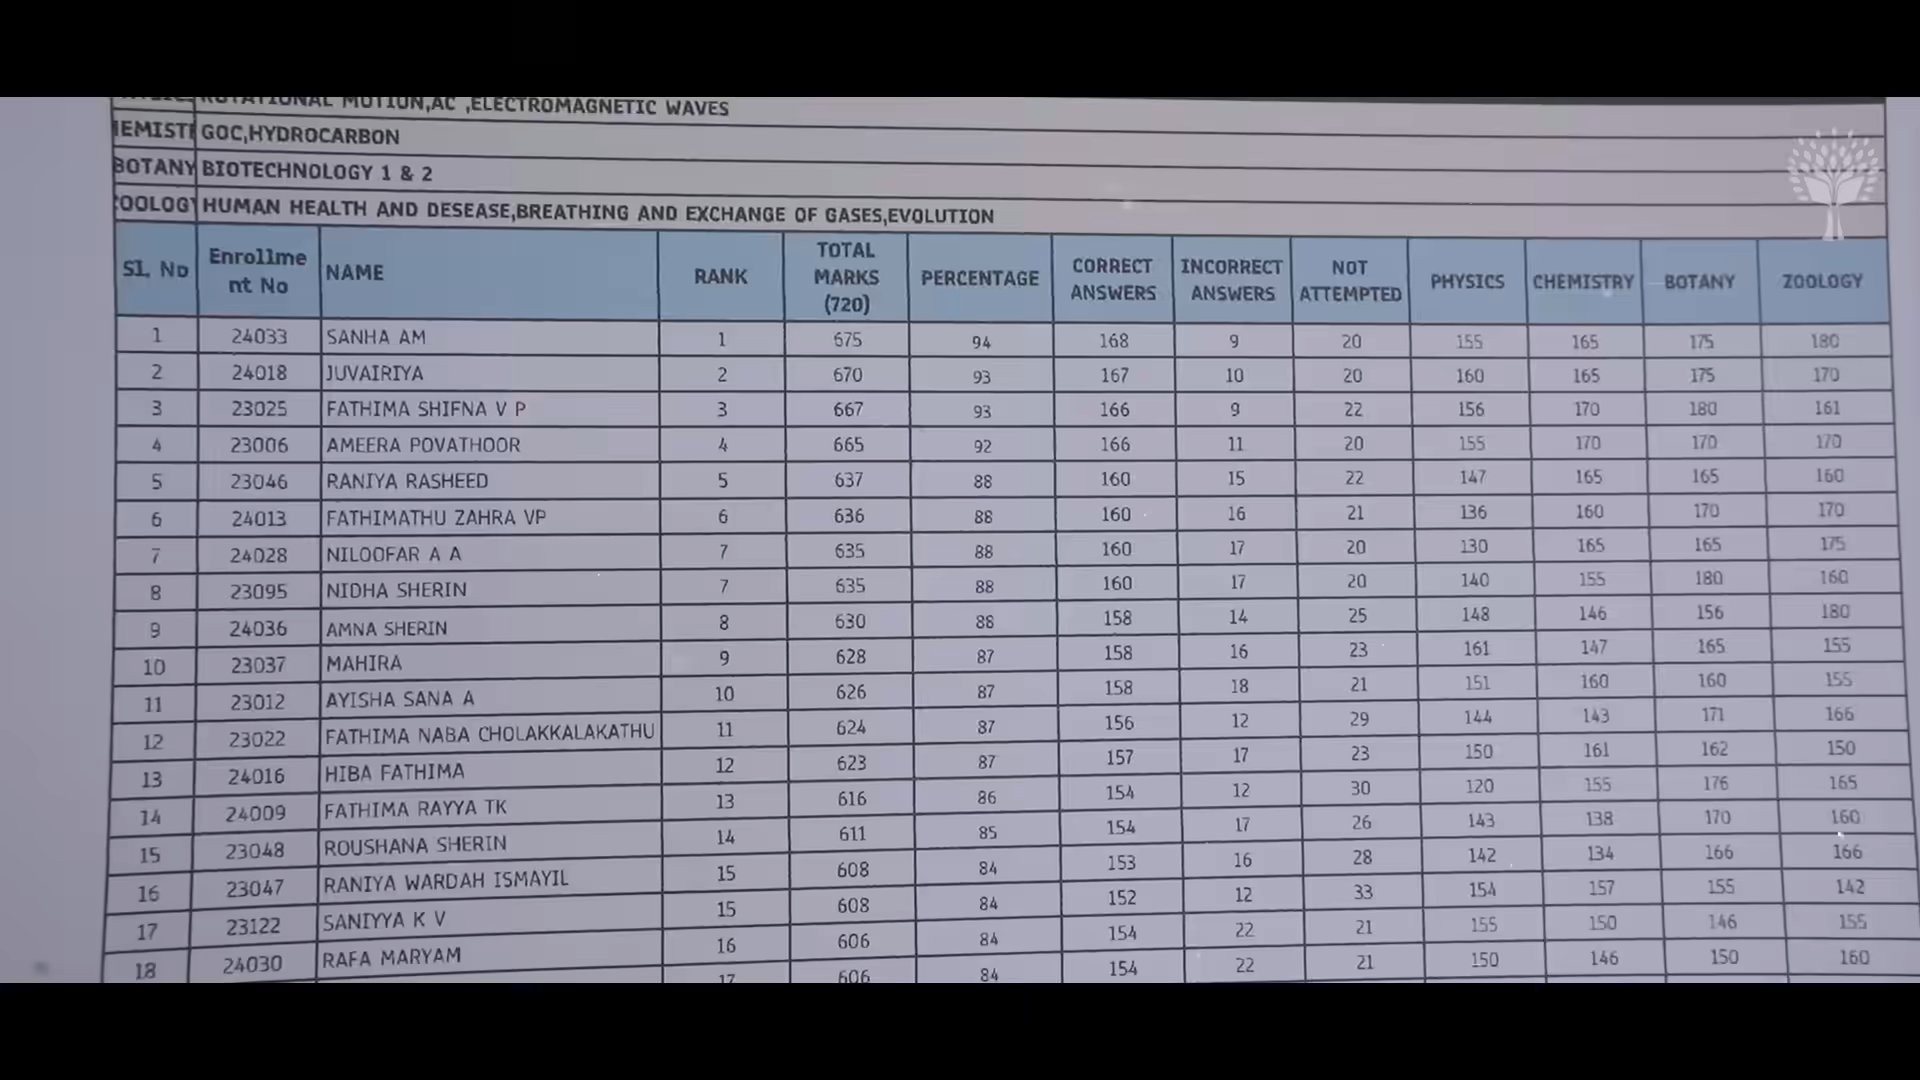 ROTATIONAL MOTION,AC ,ELECTROMAGNETIC WAVES
HEMISTR GOC,HYDROCARBON
BOTANY BIOTECHNOLOGY 1 & 2
ZOOLOGY HUMAN HEALTH AND DESEASE,BREATHING AND EXCHANGE OF GASES,EVOLUTION
Sl. No Enrollme nt No NAME RANK TOTAL MARKS (720) PERCENTAGE CORRECT ANSWERS INCORRECT ANSWERS NOT ATTEMPTED PHYSICS CHEMISTRY BOTANY ZOOLOGY
1 24033 SANHA AM 1 675 94 168 9 20 155 165 175 180
2 24018 JUVAIRIYA 2 670 93 167 10 20 160 165 175 170
3 23025 FATHIMA SHIFNA V P 3 667 93 166 9 22 156 170 180 161
4 23006 AMEERA POVATHOOR 4 665 92 166 11 20 155 170 170 170
5 23046 RANIYA RASHEED 5 637 88 160 15 22 147 165 165 160
6 24013 FATHIMATHU ZAHRA VP 6 636 88 160 16 21 136 160 170 170
7 24028 NILOOFAR A A 7 635 88 160 17 20 130 165 165 175
8 23095 NIDHA SHERIN 7 635 88 160 17 20 140 155 180 160
9 24036 AMNA SHERIN 8 630 88 158 14 25 148 146 156 180
10 23037 MAHIRA 9 628 87 158 16 23 161 147 165 155
11 23012 AYISHA SANA A 10 626 87 158 18 21 151 160 160 155
12 23022 FATHIMA NABA CHOLAKKALAKATHU 11 624 87 156 12 29 144 143 171 166
13 24016 HIBA FATHIMA 12 623 87 157 17 23 150 161 162 150
14 24009 FATHIMA RAYYA TK 13 616 86 154 12 30 120 155 176 165
15 23048 ROUSHANA SHERIN 14 611 85 154 17 26 143 138 170 160
16 23047 RANIYA WARDAH ISMAYIL 15 608 84 153 16 28 142 134 166 166
17 23122 SANIYYA K V 15 608 84 152 12 33 154 157 155 142
18 24030 RAFA MARYAM 16 606 84 154 22 21 155 150 146 155
17 606 84 154 22 21 150 146 150 160